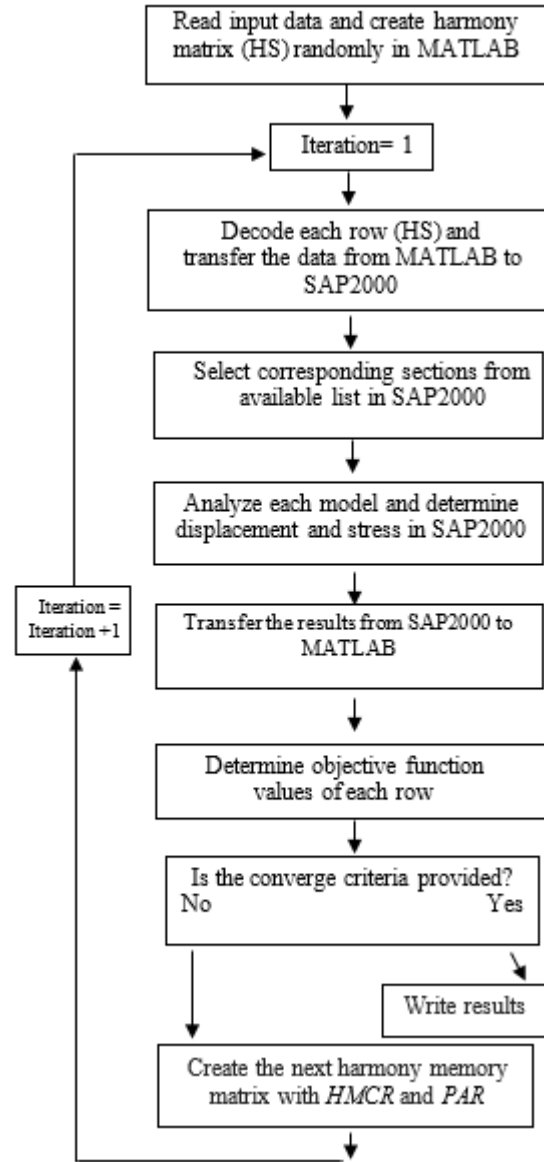 Read input data and create harmony
matrix (HS) randomly in MATLAB
Iteration= 1
Decode each row (HS) and
transfer the data from MATLAB to
SAP2000
Select corresponding sections from
available list in SAP2000
Analyze each model and determine
displacement and stress in SAP2000
Iteration =
Iteration +1
Transfer the results from SAP2000 to
MATLAB
Determine objective function
values of each row
Is the converge criteria provided?
No Yes
Write results
Create the next harmony memory
matrix with HMCR and PAR